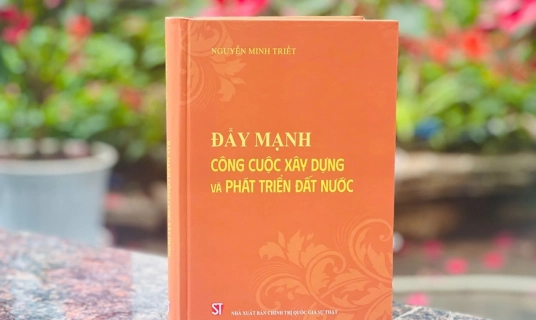 NGUYỄN MINH TRIẾT
ĐẨY MẠNH
CÔNG CUỘC XÂY DỰNG
VÀ PHÁT TRIỂN ĐẤT NƯỚC
ST
NHÀ XUẤT BẢN CHÍNH TRỊ QUỐC GIA SỰ THẬT